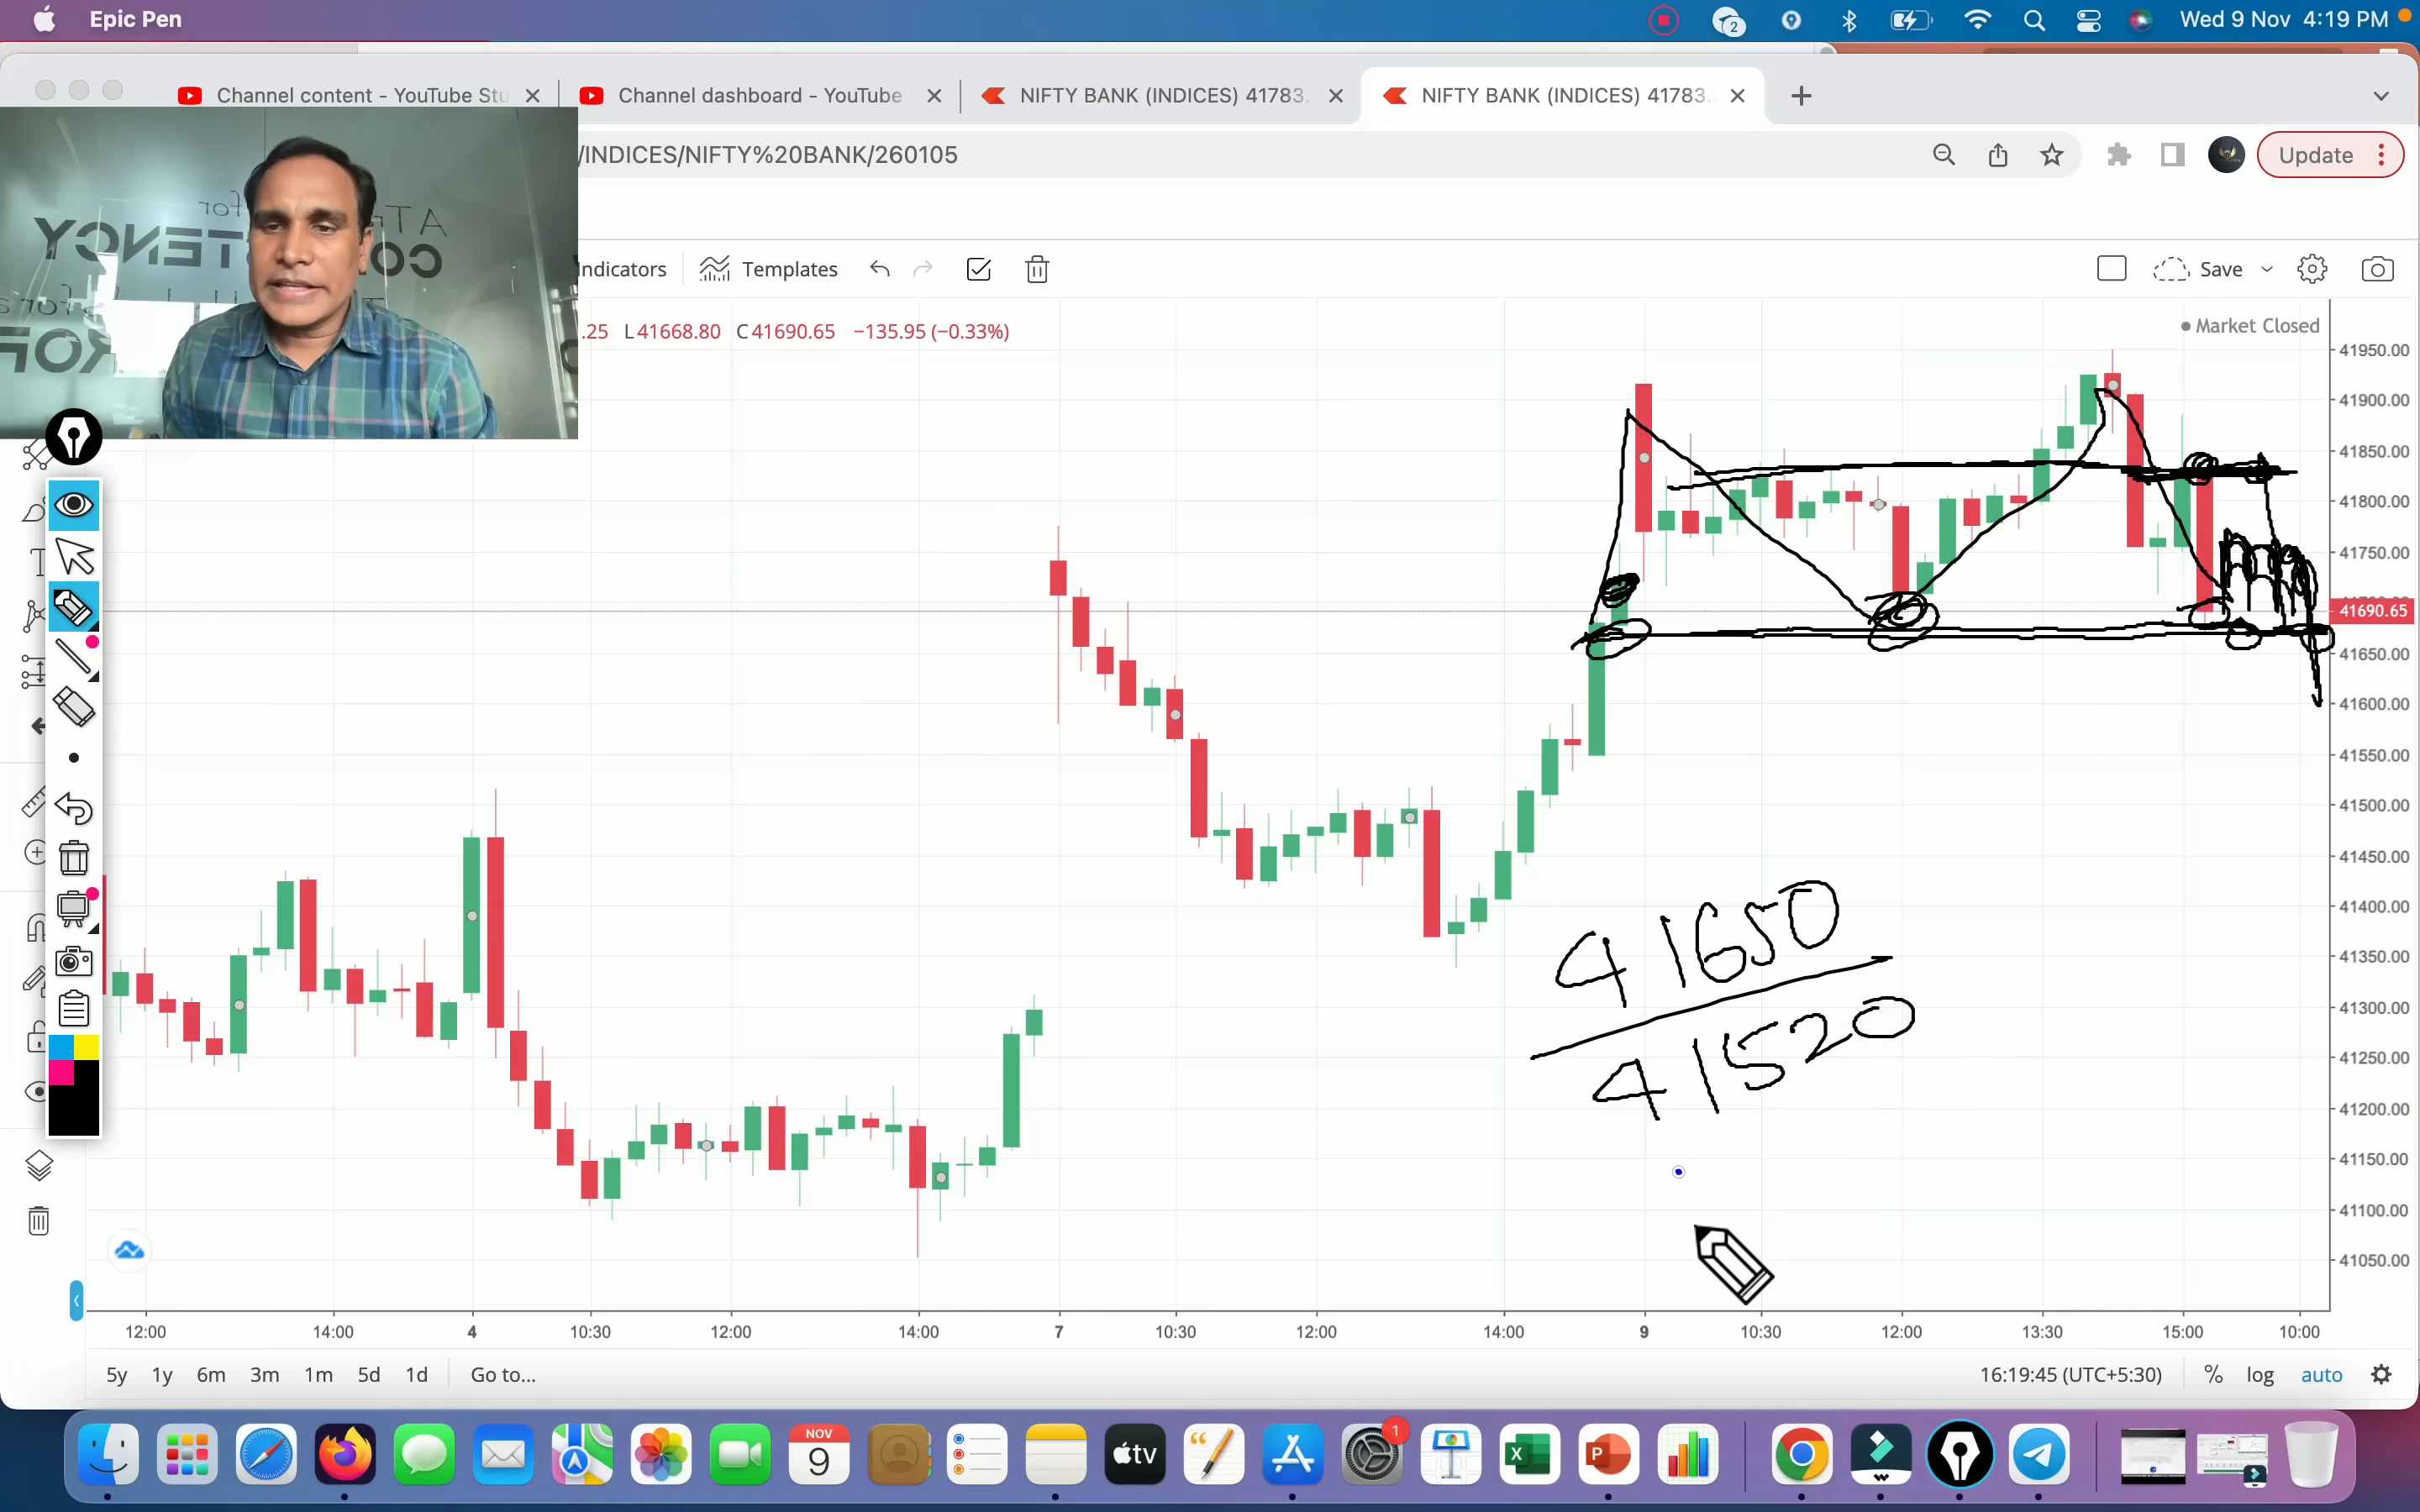 Epic Pen
2
Wed 9 Nov 4:19 PM
Channel content - YouTube Stu
Channel dashboard - YouTube
NIFTY BANK (INDICES) 41783.
NIFTY BANK (INDICES) 41783.
/INDICES/NIFTY%20BANK/260105
Update
Indicators
Templates
Save
.25 L41668.80 C41690.65 −135.95 (−0.33%)
Market Closed
41950.00
41900.00
41850.00
41800.00
41750.00
41690.65
41650.00
41600.00
41550.00
41500.00
41450.00
41400.00
41350.00
41300.00
41250.00
41200.00
41150.00
41100.00
41050.00
41650
41520
12:00 14:00 4 10:30 12:00 14:00 7 10:30 12:00 14:00 9 10:30 12:00 13:30 15:00 10:00
5y 1y 6m 3m 1m 5d 1d Go to... 16:19:45 (UTC+5:30) % log auto
NOV
9
tv
1